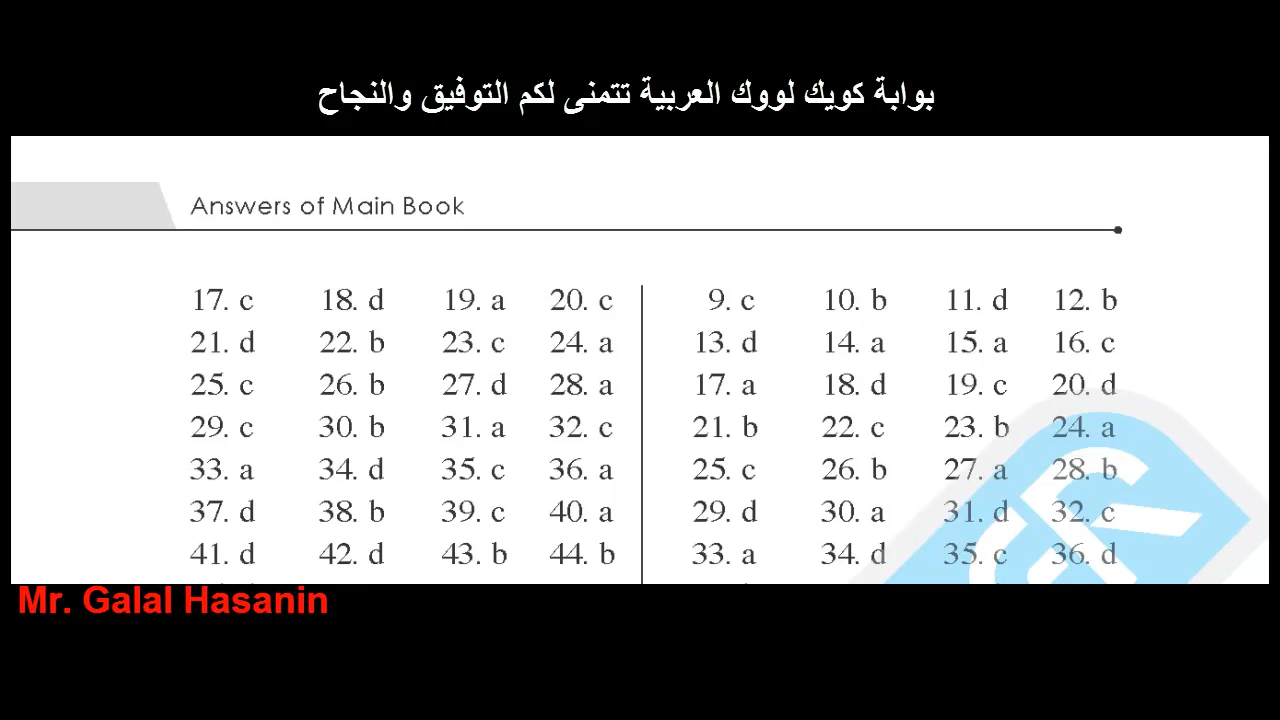 بوابة كويك لووك العربية تتمنى لكم التوفيق والنجاح
Answers of Main Book
17. c 18. d 19. a 20. c
21. d 22. b 23. c 24. a
25. c 26. b 27. d 28. a
29. c 30. b 31. a 32. c
33. a 34. d 35. c 36. a
37. d 38. b 39. c 40. a
41. d 42. d 43. b 44. b
9. c 10. b 11. d 12. b
13. d 14. a 15. a 16. c
17. a 18. d 19. c 20. d
21. b 22. c 23. b 24. a
25. c 26. b 27. a 28. b
29. d 30. a 31. d 32. c
33. a 34. d 35. c 36. d
Mr. Galal Hasanin